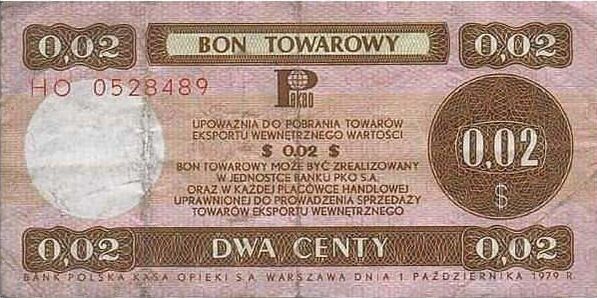 0,02 BON TOWAROWY 0,02
HO 0528489
Pekao
UPOWAŻNIA DO POBRANIA TOWARÓW
EKSPORTU WEWNĘTRZNEGO WARTOŚCI
$ 0.02 $
BON TOWAROWY MOŻE BYĆ ZREALIZOWANY
W JEDNOSTCE BANKU PKO S.A.
ORAZ W KAŻDEJ PLACÓWCE HANDLOWEJ
UPRAWNIONEJ DO PROWADZENIA SPRZEDAŻY
TOWARÓW EKSPORTU WEWNĘTRZNEGO
0,02
$
0,02 DWA CENTY 0,02
BANK POLSKA KASA OPIEKI S.A. WARSZAWA DNIA 1 PAŹDZIERNIKA 1979 R.